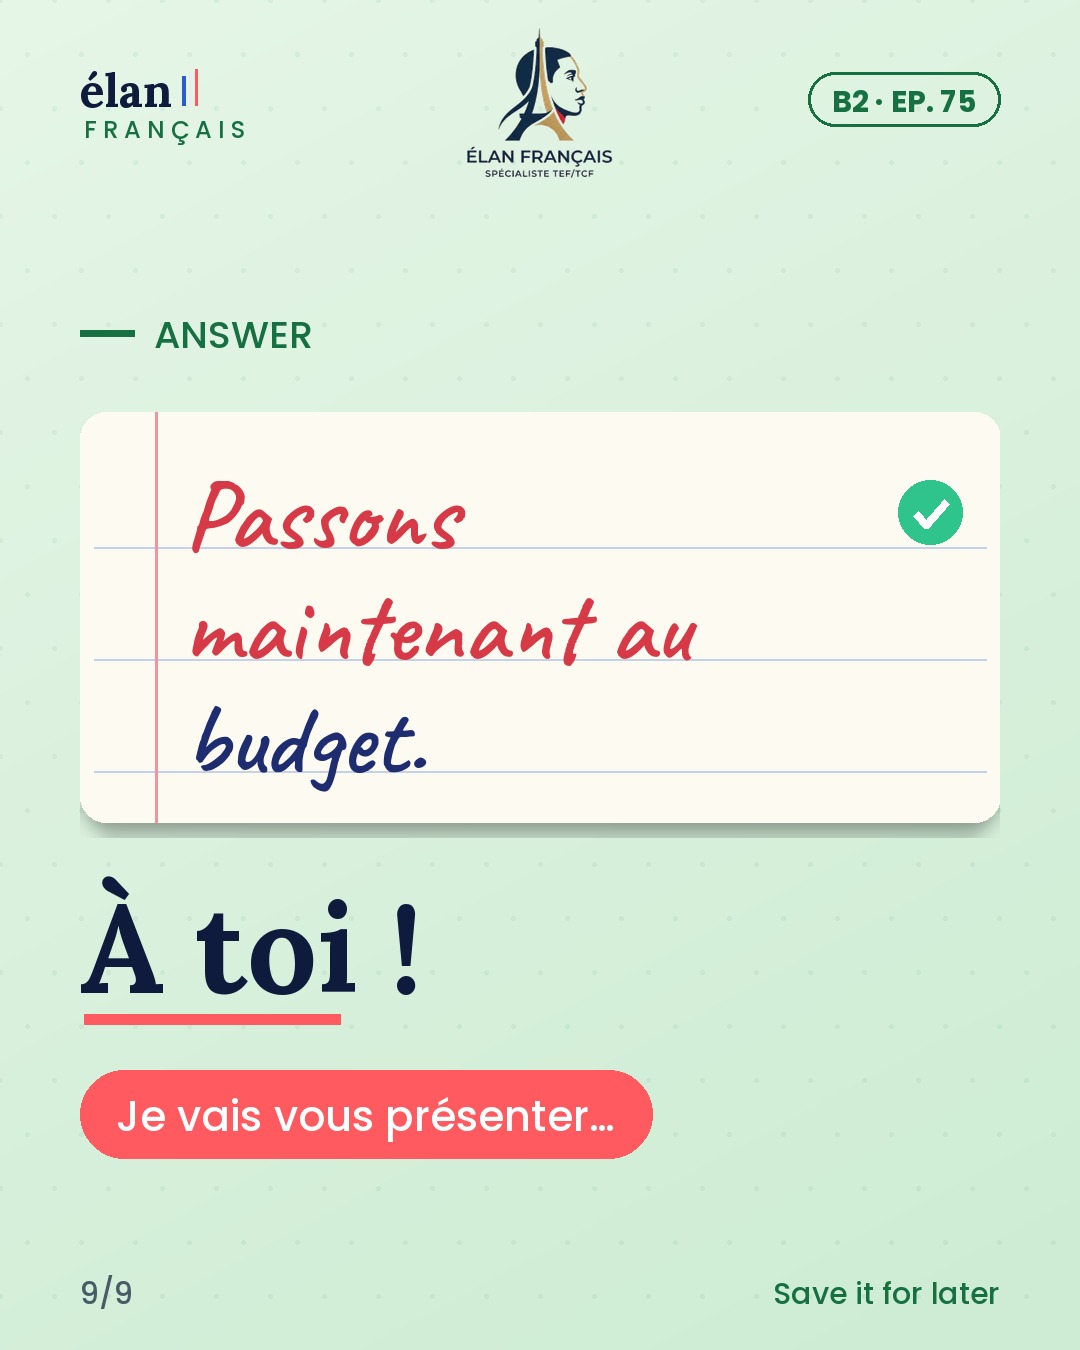 élan
FRANÇAIS
ÉLAN FRANÇAIS
SPÉCIALISTE TEF/TCF
B2 · EP. 75
ANSWER
Passons
maintenant au
budget.
À toi !
Je vais vous présenter...
9/9
Save it for later